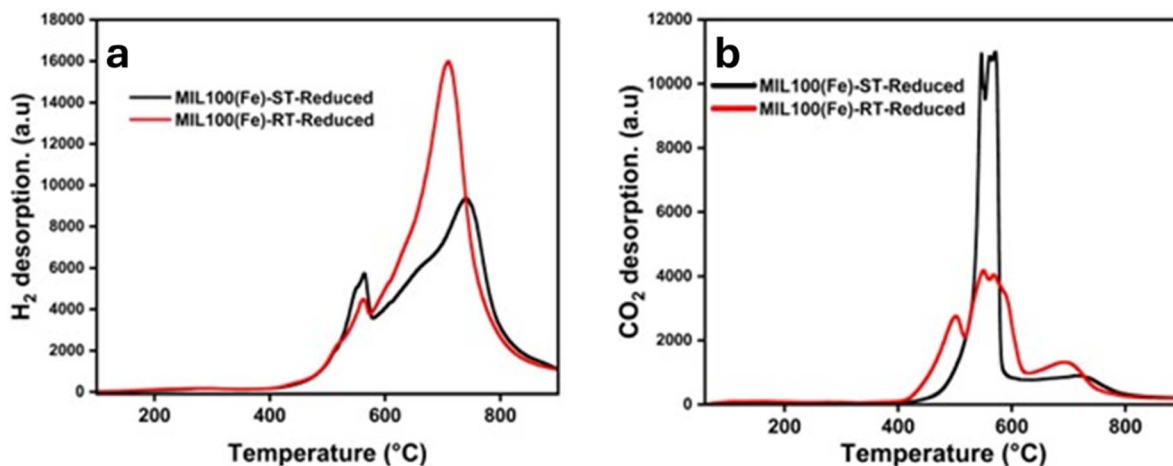 a
H₂ desorption. (a.u)
18000
16000
14000
12000
10000
8000
6000
4000
2000
0
MIL100(Fe)-ST-Reduced
MIL100(Fe)-RT-Reduced
200
400
600
800
Temperature (°C)
b
CO₂ desorption. (a.u)
12000
10000
8000
6000
4000
2000
0
MIL100(Fe)-ST-Reduced
MIL100(Fe)-RT-Reduced
200
400
600
800
Temperature (°C)